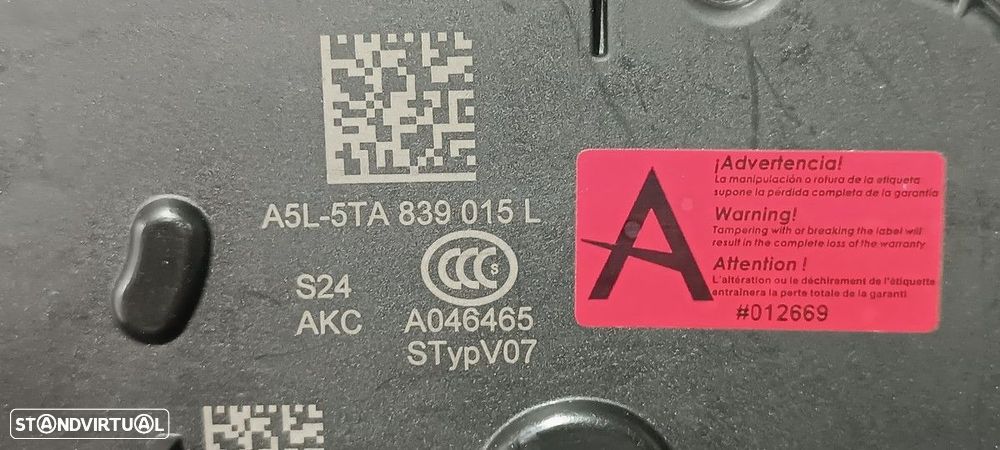 A5L-5TA 839 015 L
CCC S
S24
AKC
A046465
STypV07
A
¡Advertencia!
La manipulación o rotura de la etiqueta
supone la pérdida completa de la garantía
Warning!
Tampering with or breaking the label will
result in the complete loss of the warranty
Attention !
L'altération ou le déchirement de l'étiquette
entraînera la perte totale de la garanti
#012669
STANDVIRTUAL